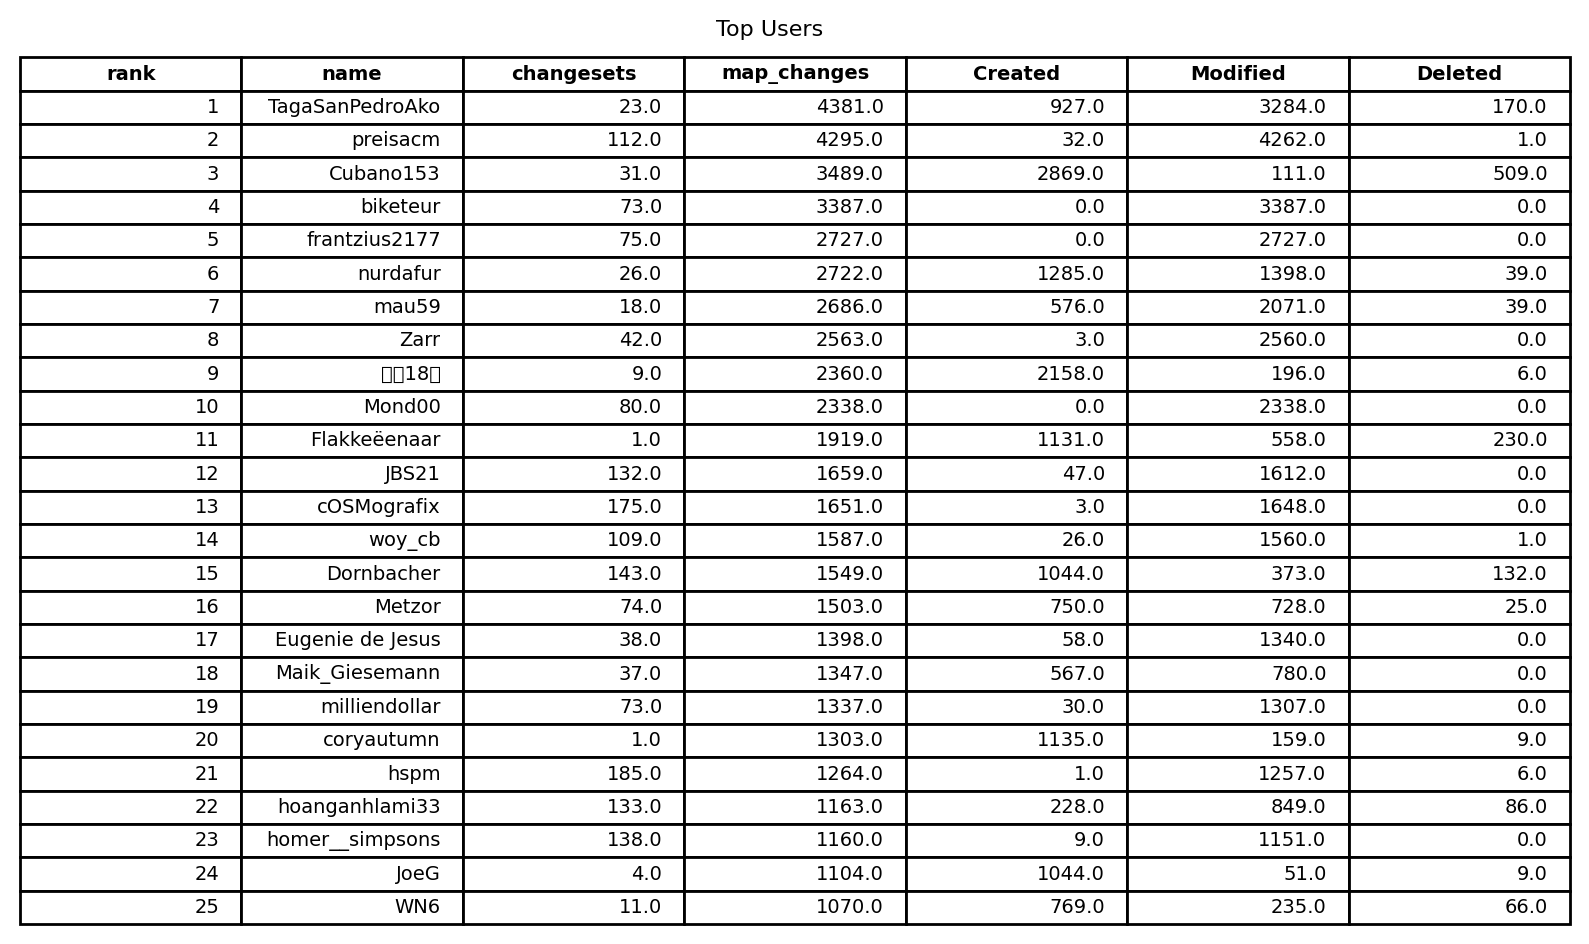 Top Users
rank name changesets map_changes Created Modified Deleted
1 TagaSanPedroAko 23.0 4381.0 927.0 3284.0 170.0
2 preisacm 112.0 4295.0 32.0 4262.0 1.0
3 Cubano153 31.0 3489.0 2869.0 111.0 509.0
4 biketeur 73.0 3387.0 0.0 3387.0 0.0
5 frantzius2177 75.0 2727.0 0.0 2727.0 0.0
6 nurdafur 26.0 2722.0 1285.0 1398.0 39.0
7 mau59 18.0 2686.0 576.0 2071.0 39.0
8 Zarr 42.0 2563.0 3.0 2560.0 0.0
9 18 9.0 2360.0 2158.0 196.0 6.0
10 Mond00 80.0 2338.0 0.0 2338.0 0.0
11 Flakkeëenaar 1.0 1919.0 1131.0 558.0 230.0
12 JBS21 132.0 1659.0 47.0 1612.0 0.0
13 cOSMografix 175.0 1651.0 3.0 1648.0 0.0
14 woy_cb 109.0 1587.0 26.0 1560.0 1.0
15 Dornbacher 143.0 1549.0 1044.0 373.0 132.0
16 Metzor 74.0 1503.0 750.0 728.0 25.0
17 Eugenie de Jesus 38.0 1398.0 58.0 1340.0 0.0
18 Maik_Giesemann 37.0 1347.0 567.0 780.0 0.0
19 milliendollar 73.0 1337.0 30.0 1307.0 0.0
20 coryautumn 1.0 1303.0 1135.0 159.0 9.0
21 hspm 185.0 1264.0 1.0 1257.0 6.0
22 hoanganhlami33 133.0 1163.0 228.0 849.0 86.0
23 homer__simpsons 138.0 1160.0 9.0 1151.0 0.0
24 JoeG 4.0 1104.0 1044.0 51.0 9.0
25 WN6 11.0 1070.0 769.0 235.0 66.0